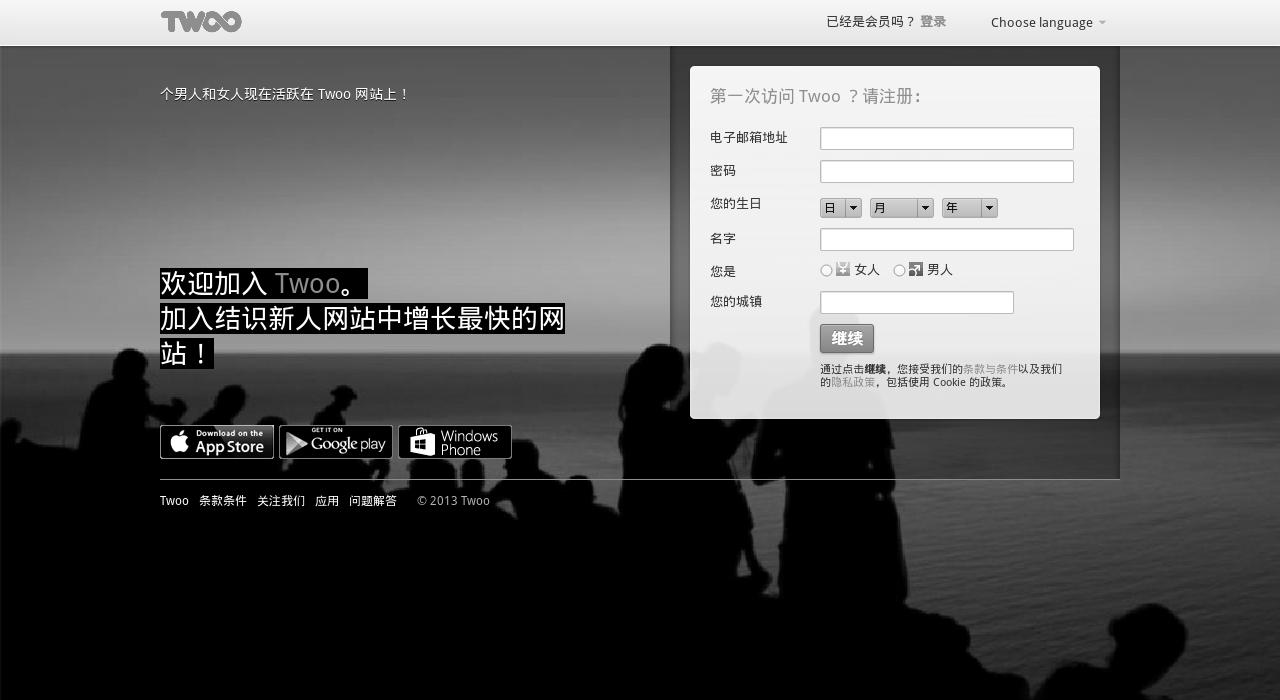 TWOO
已经是会员吗？ 登录
Choose language
个男人和女人现在活跃在 Twoo 网站上！
欢迎加入 Twoo。
加入结识新人网站中增长最快的网
站！
Download on the
App Store
GET IT ON
Google play
Windows
Phone
第一次访问 Twoo ？请注册：
电子邮箱地址
密码
您的生日
日 月 年
名字
您是
女人 男人
您的城镇
继续
通过点击继续，您接受我们的条款与条件以及我们
的隐私政策，包括使用 Cookie 的政策。
Twoo 条款条件 关注我们 应用 问题解答 © 2013 Twoo